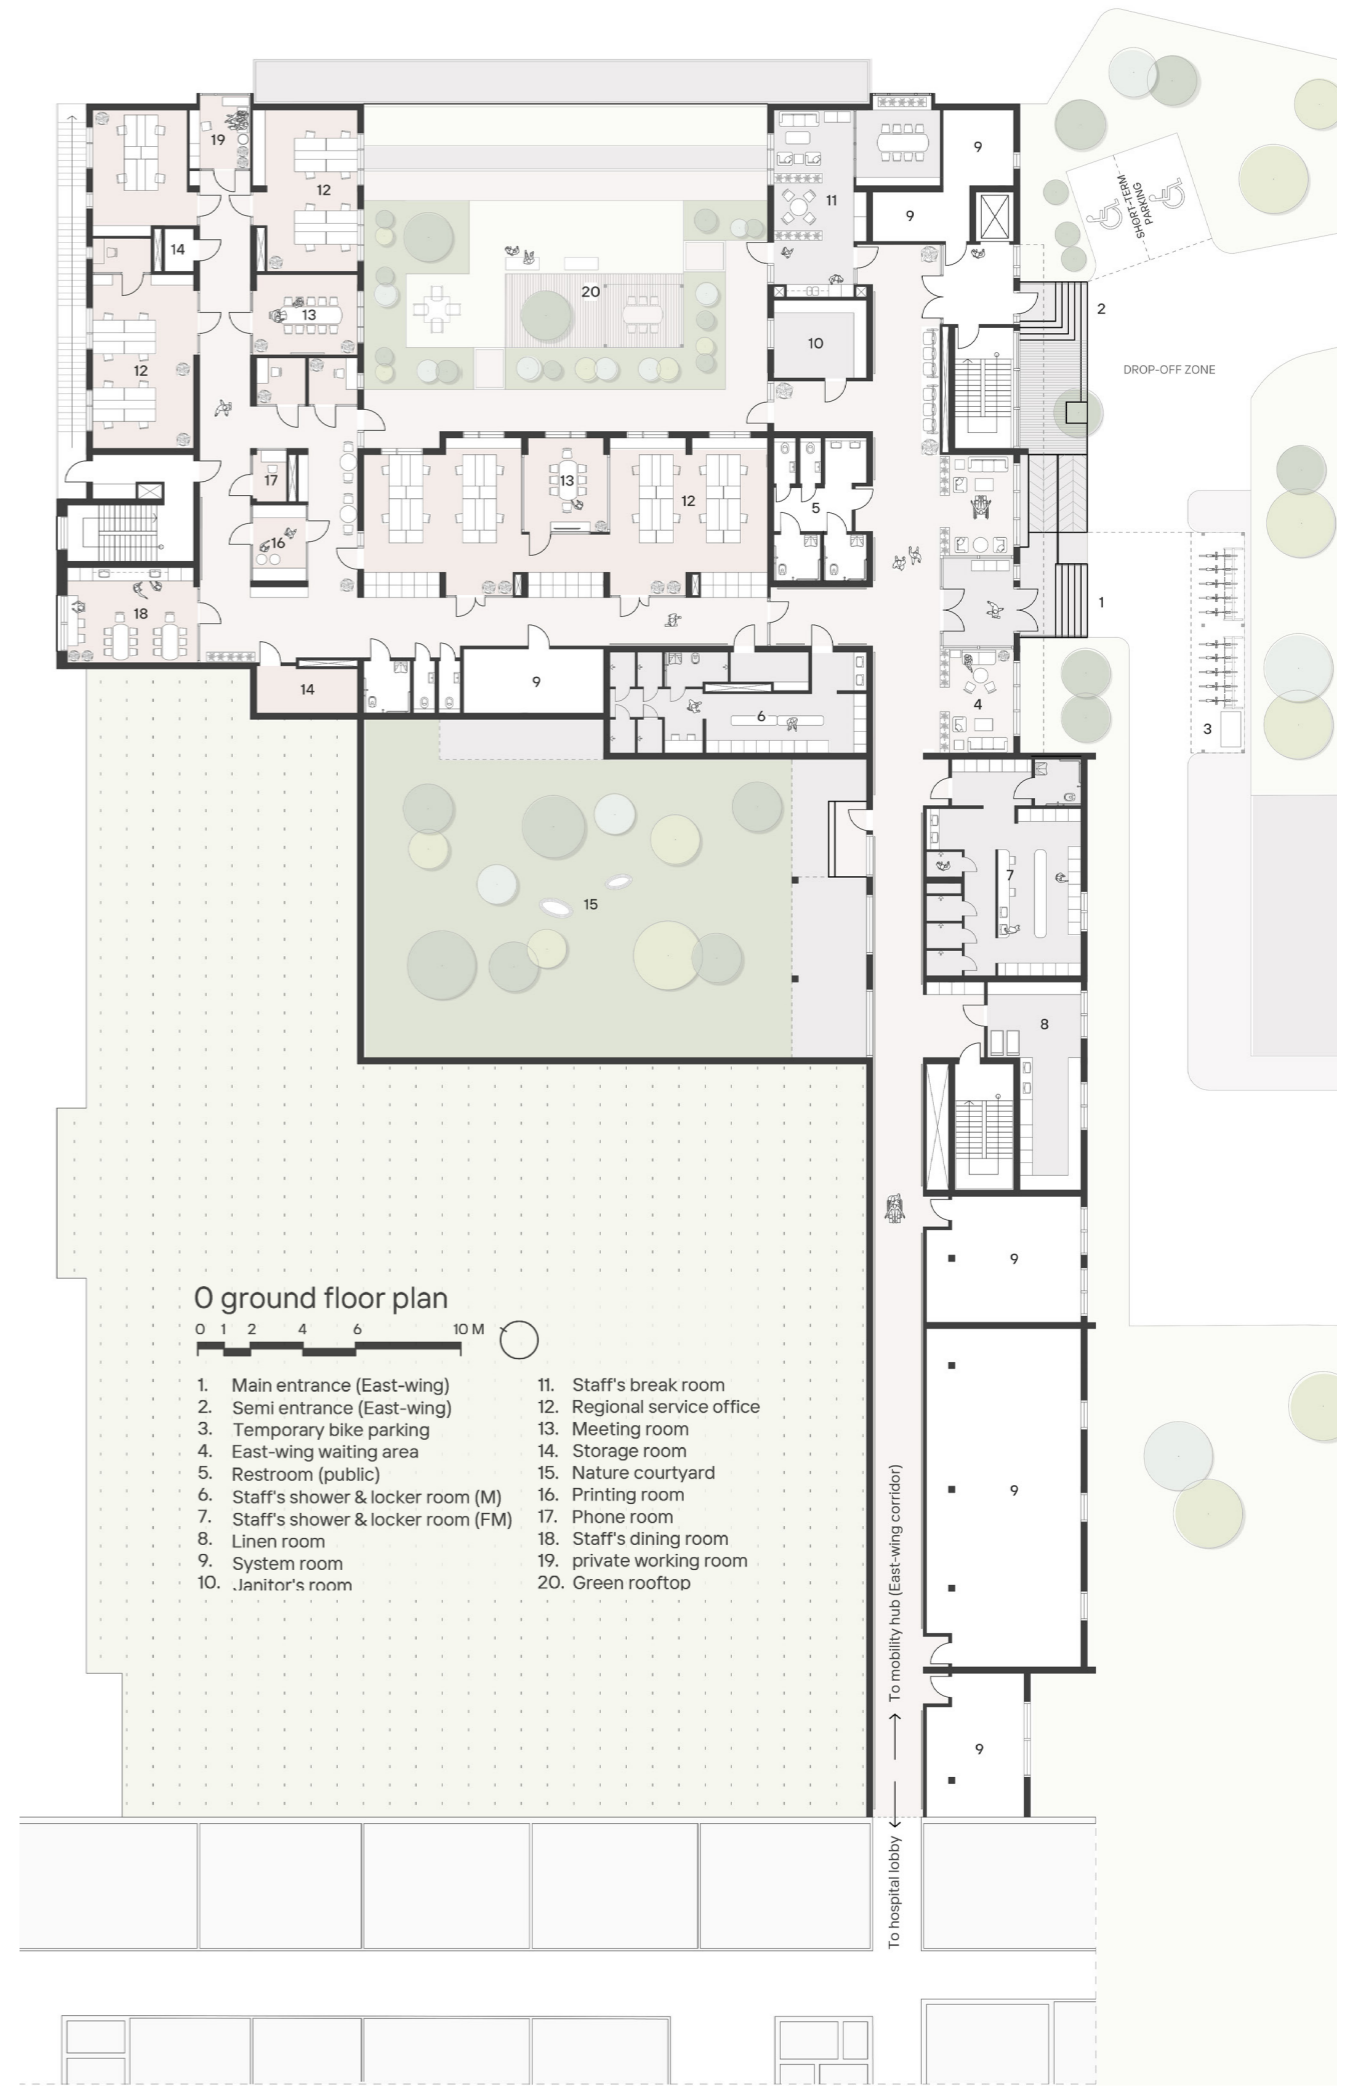 19
9
12
11
9
14
20
2
13
10
SHORT-TERM
PARKING
12
DROP-OFF ZONE
17
13
12
5
16
18
1
14
9
6
4
3
7
15
8
9
0 ground floor plan
0 1 2 4 6 10 M
1. Main entrance (East-wing)
2. Semi entrance (East-wing)
3. Temporary bike parking
4. East-wing waiting area
5. Restroom (public)
6. Staff's shower & locker room (M)
7. Staff's shower & locker room (FM)
8. Linen room
9. System room
10. Janitor's room
11. Staff's break room
12. Regional service office
13. Meeting room
14. Storage room
15. Nature courtyard
16. Printing room
17. Phone room
18. Staff's dining room
19. private working room
20. Green rooftop
9
To mobility hub (East-wing corridor)
9
To hospital lobby